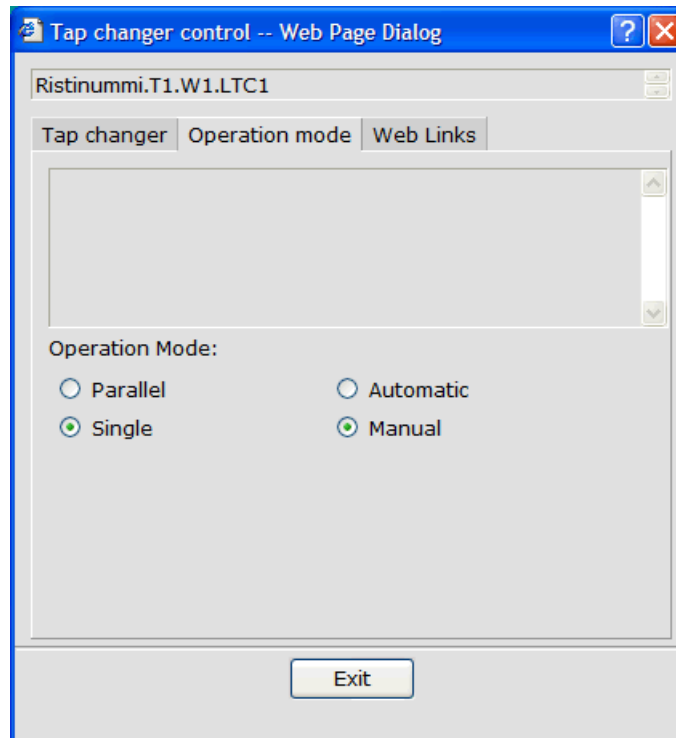 Tap changer control -- Web Page Dialog
Ristinummi.T1.W1.LTC1
Tap changer Operation mode Web Links
Operation Mode:
Parallel Automatic
Single Manual
Exit